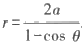 r = 2a / (1 − cos θ)